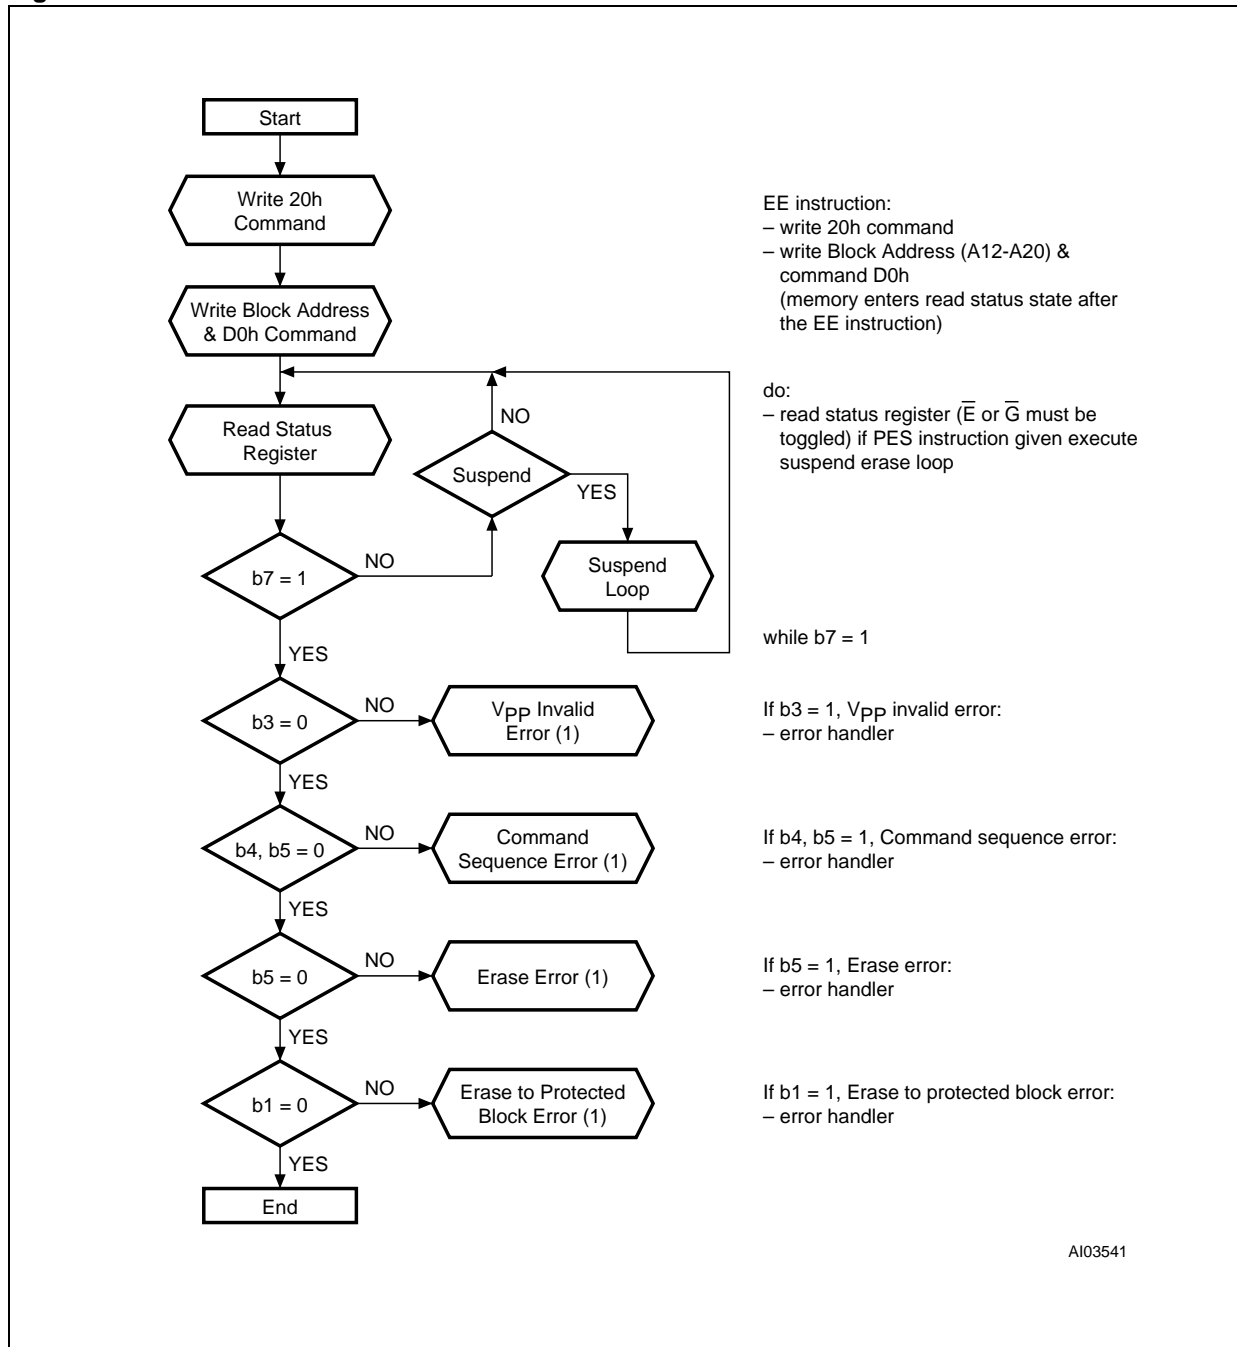 Start
Write 20h
Command
EE instruction:
– write 20h command
– write Block Address (A12-A20) &
command D0h
(memory enters read status state after
the EE instruction)
Write Block Address
& D0h Command
NO
do:
– read status register (E̅ or G̅ must be
toggled) if PES instruction given execute
suspend erase loop
Read Status
Register
Suspend
YES
NO
b7 = 1
Suspend
Loop
YES
while b7 = 1
b3 = 0
NO
VPP Invalid
Error (1)
If b3 = 1, VPP invalid error:
– error handler
YES
b4, b5 = 0
NO
Command
Sequence Error (1)
If b4, b5 = 1, Command sequence error:
– error handler
YES
b5 = 0
NO
Erase Error (1)
If b5 = 1, Erase error:
– error handler
YES
b1 = 0
NO
Erase to Protected
Block Error (1)
If b1 = 1, Erase to protected block error:
– error handler
YES
End
AI03541